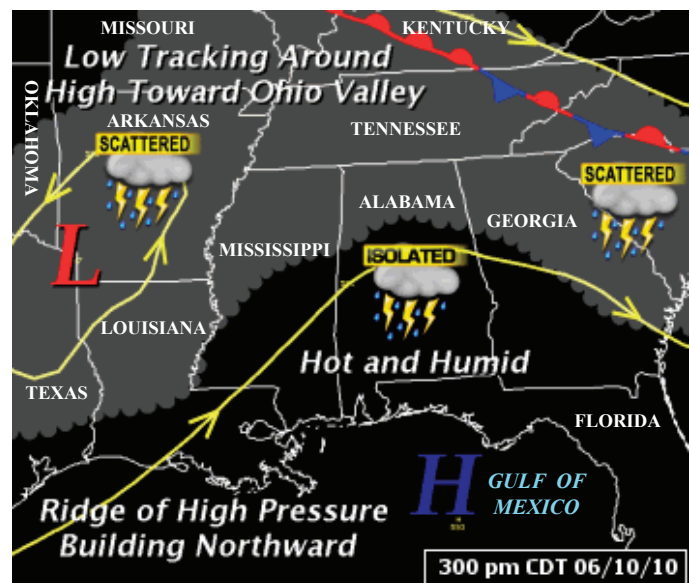 MISSOURI
KENTUCKY
Low Tracking Around
High Toward Ohio Valley
OKLAHOMA
ARKANSAS
TENNESSEE
SCATTERED
SCATTERED
ALABAMA
GEORGIA
MISSISSIPPI
ISOLATED
L
LOUISIANA
Hot and Humid
TEXAS
FLORIDA
H
GULF OF
MEXICO
Ridge of High Pressure
Building Northward
300 pm CDT 06/10/10